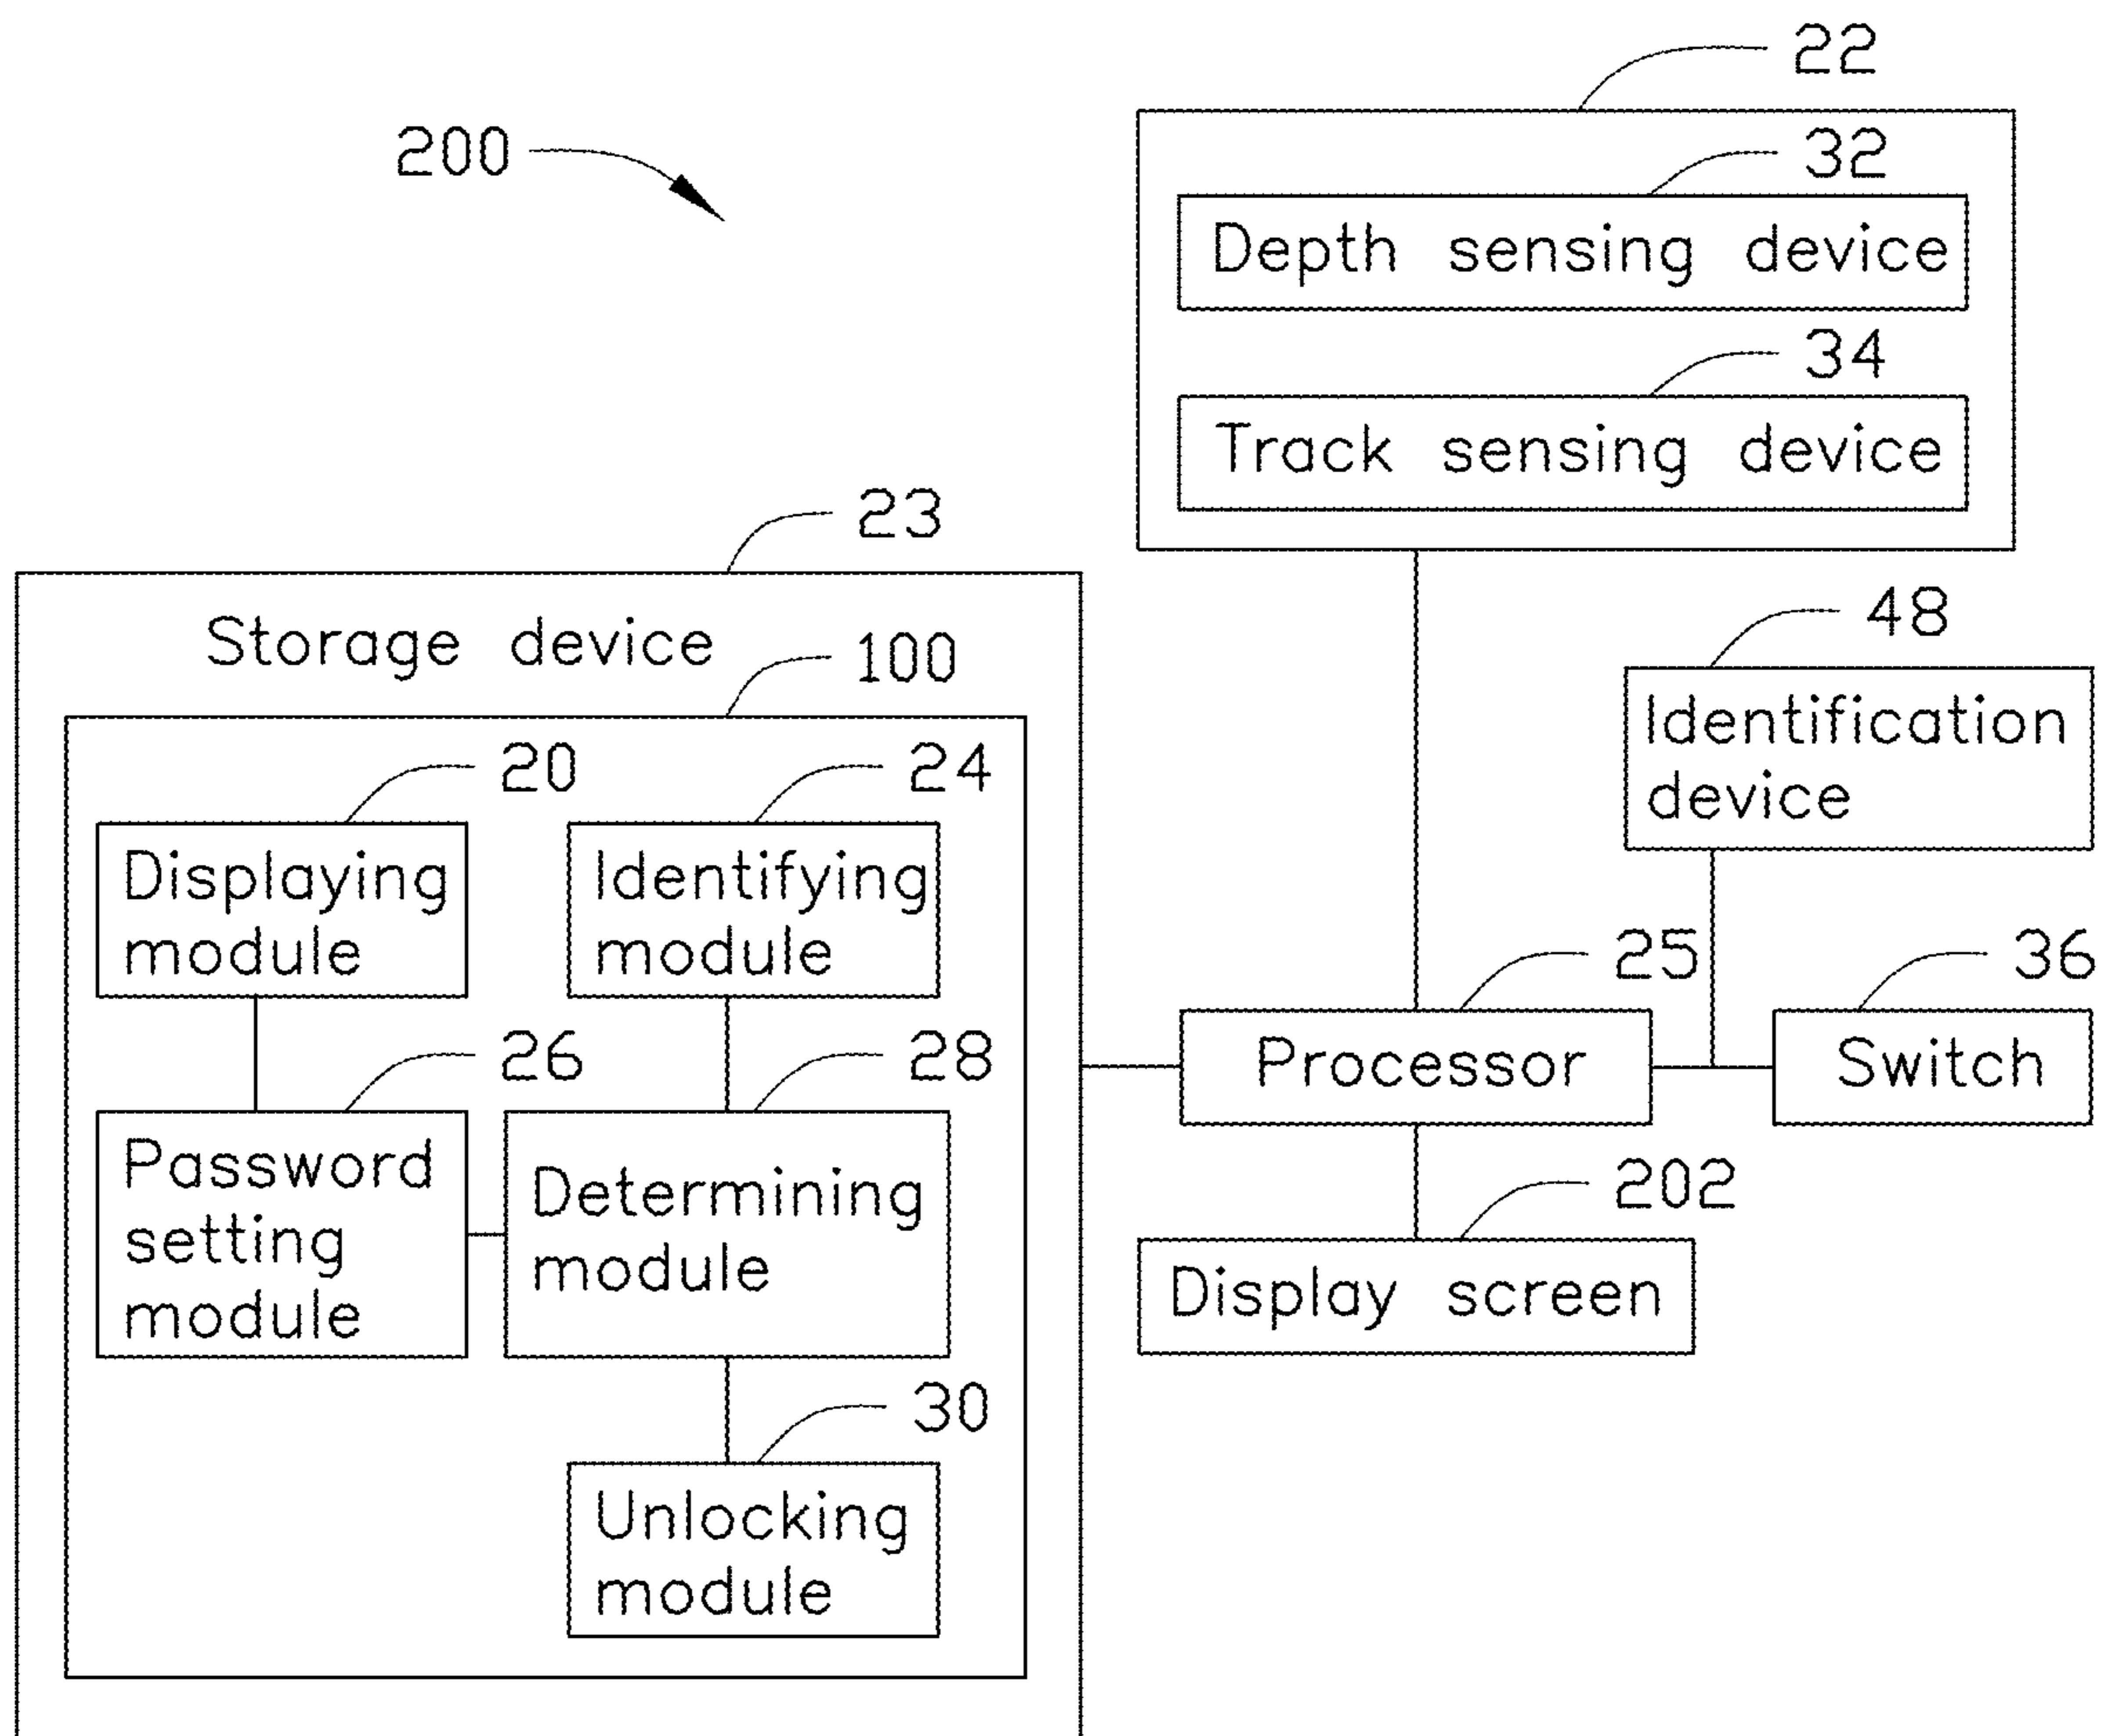 22
200
32
Depth sensing device
34
Track sensing device
23
Storage device
100
48
Identification
device
20
24
Displaying
module
Identifying
module
25
36
Processor
Switch
26
28
Password
setting
module
Determining
module
202
Display screen
30
Unlocking
module